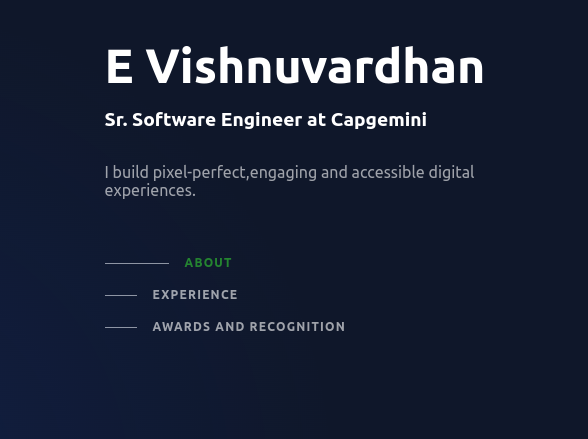 E Vishnuvardhan
Sr. Software Engineer at Capgemini
I build pixel-perfect,engaging and accessible digital
experiences.
ABOUT
EXPERIENCE
AWARDS AND RECOGNITION